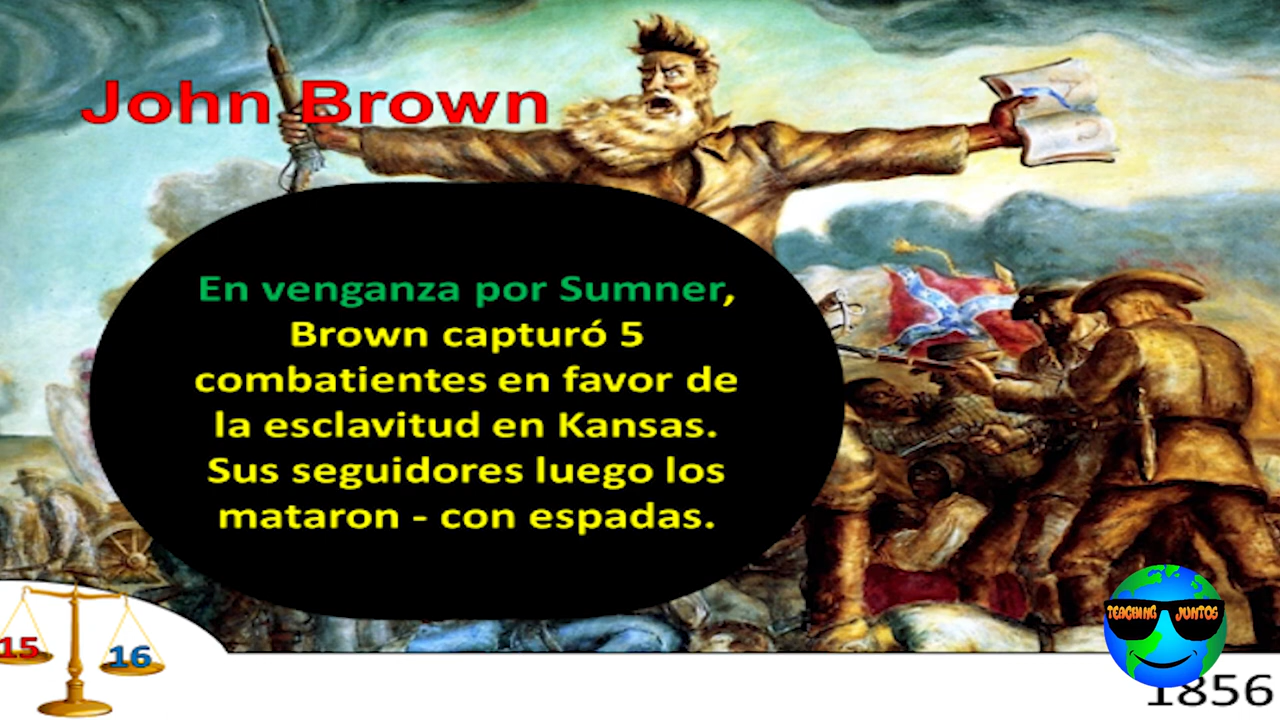 John Brown
En venganza por Sumner,
Brown capturó 5
combatientes en favor de
la esclavitud en Kansas.
Sus seguidores luego los
mataron - con espadas.
15
16
TEACHING JUNTOS
1856